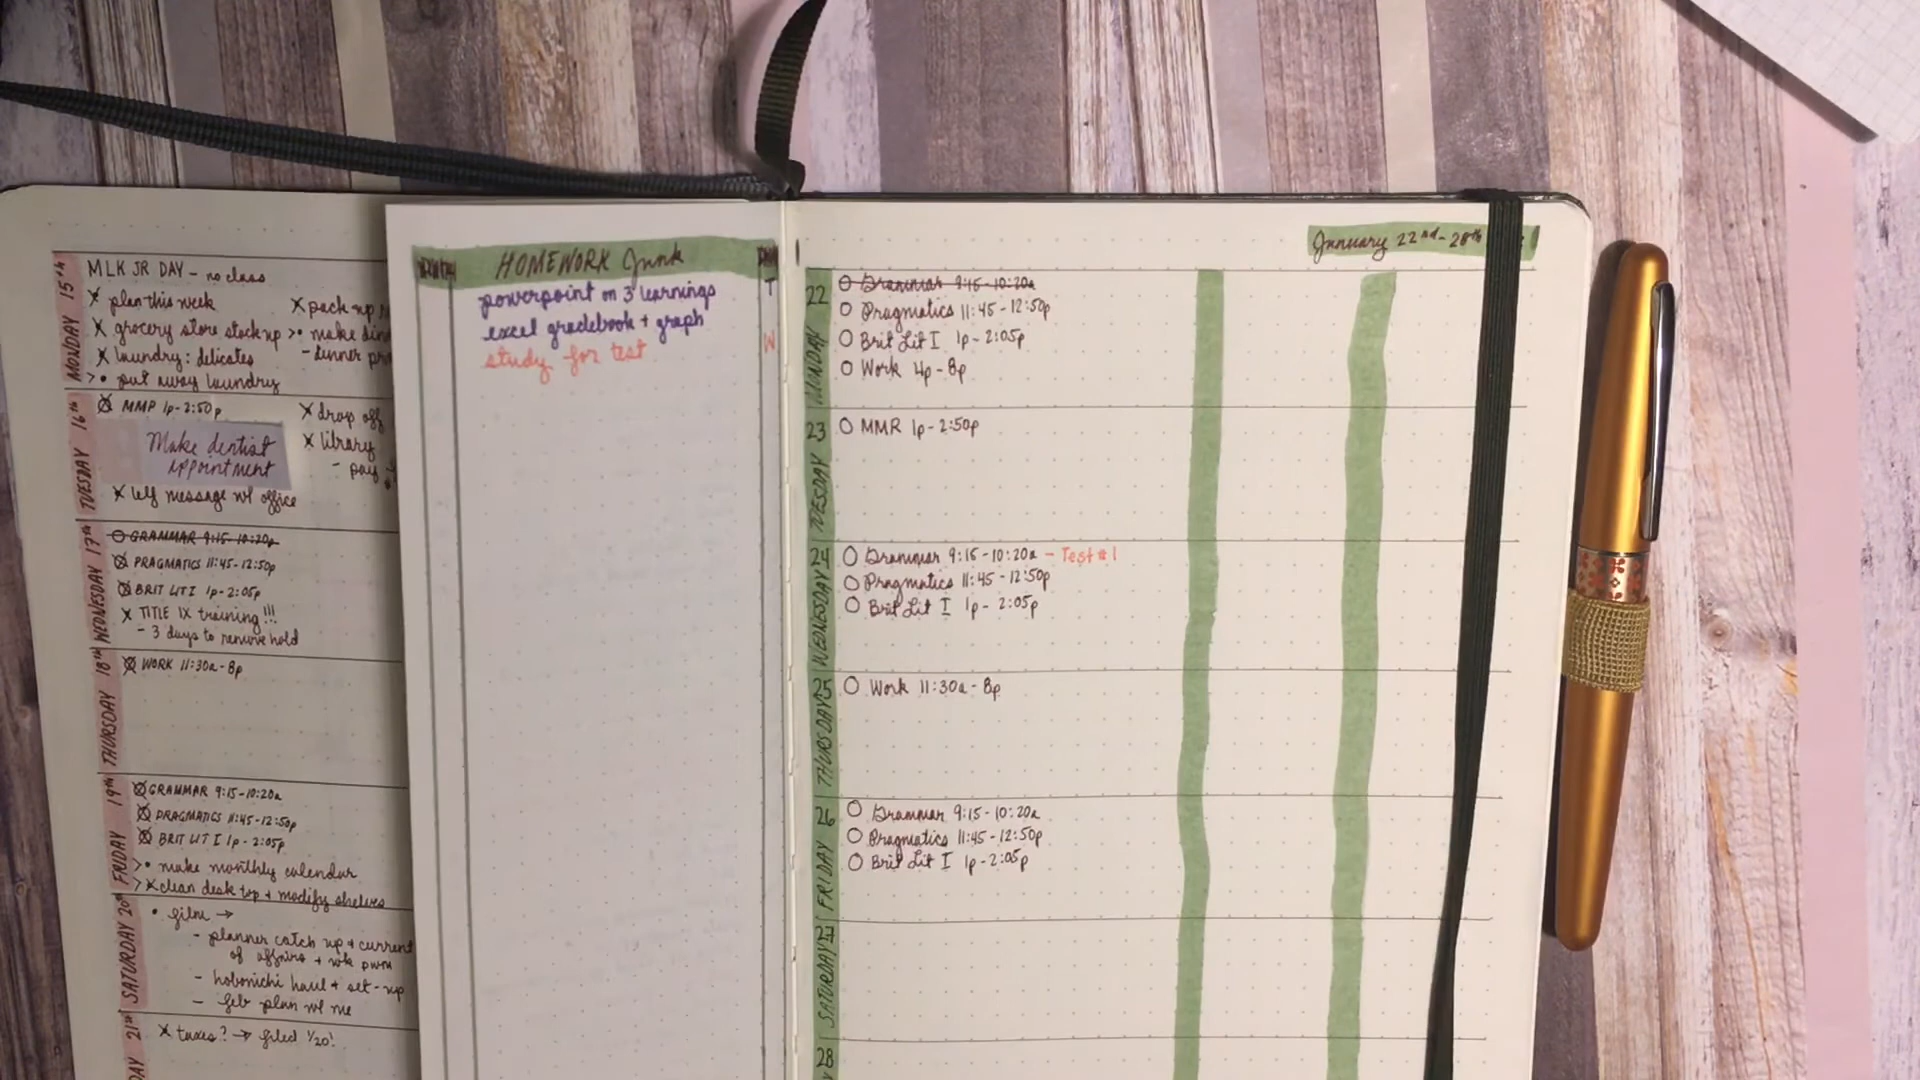 MONDAY 15th
MLK JR DAY - no class
x plan this week
x grocery store stock up
x laundry: delicates
>• put away laundry
x pack up
>• make
- dinner
TUESDAY 16th
MMP 1p-2:50p
Make dentist
appointment
x left message w/ office
x drop off
x library
- pay
WEDNESDAY 17th
GRAMMAR 9:15-10:20a
PRAGMATICS 11:45-12:50p
BRIT LIT I 1p-2:05p
x TITLE IX training!!!
- 3 days to remove hold
THURSDAY 18th
WORK 11:30a-8p
FRIDAY 19th
GRAMMAR 9:15-10:20a
PRAGMATICS 11:45-12:50p
BRIT LIT I 1p-2:05p
>• make monthly calendar
>x clean desk top + modify shelves
SATURDAY 20th
• film →
- planner catch up + current
of affairs + wk pwm
- hobonichi haul + set-up
- feb plan w/ me
21st
x taxes? → filed 1/20!
HOMEWORK Junk
powerpoint on 3 learnings T
excel gradebook + graph
study for test W
January 22nd-28th
MONDAY 22
Grammar 9:15-10:20a
Pragmatics 11:45-12:50p
Brit Lit I 1p-2:05p
Work 4p-8p
TUESDAY 23
MMR 1p-2:50p
WEDNESDAY 24
Grammar 9:15-10:20a - Test #1
Pragmatics 11:45-12:50p
Brit Lit I 1p-2:05p
THURSDAY 25
Work 11:30a-8p
FRIDAY 26
Grammar 9:15-10:20a
Pragmatics 11:45-12:50p
Brit Lit I 1p-2:05p
SATURDAY 27
28